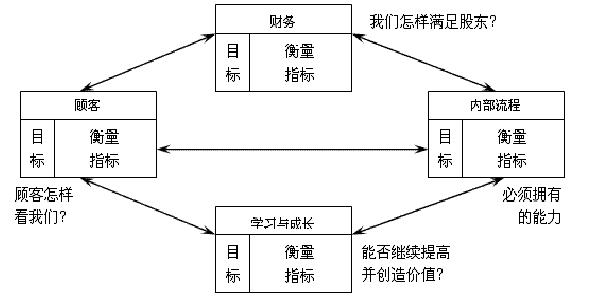 财务
我们怎样满足股东?
目
标
衡量
指标
顾客
目
标
衡量
指标
顾客怎样
看我们?
内部流程
目
标
衡量
指标
必须拥有
的能力
学习与成长
目
标
衡量
指标
能否继续提高
并创造价值?